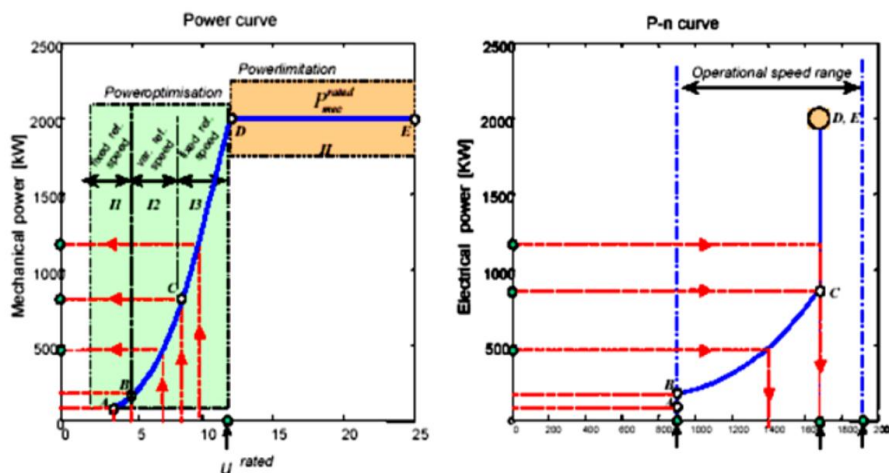 Power curve
2500
2000
1500
1000
500
0
Mechanical power [KW]
Poweroptimisation
Powerlimitation
fixed ref. speed
var. ref. speed
fixed ref. speed
P rated mec
I1
I2
I3
II
A
B
C
D
E
0
5
10
15
20
25
U rated
P-n curve
2500
2000
1500
1000
500
0
Electrical power [KW]
Operational speed range
D, E
C
B
A
0
200
400
600
800
1000
1200
1400
1600
1800